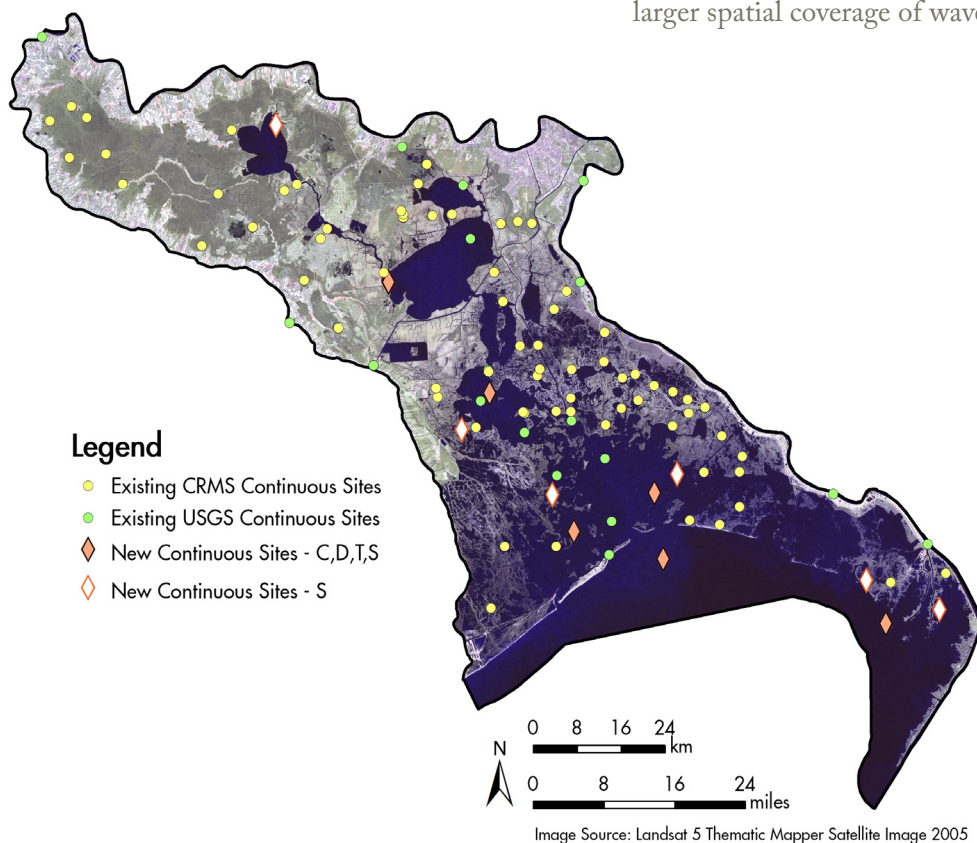 larger spatial coverage of wave
Legend
Existing CRMS Continuous Sites
Existing USGS Continuous Sites
New Continuous Sites - C,D,T,S
New Continuous Sites - S
0 8 16 24 km
N
0 8 16 24 miles
Image Source: Landsat 5 Thematic Mapper Satellite Image 2005